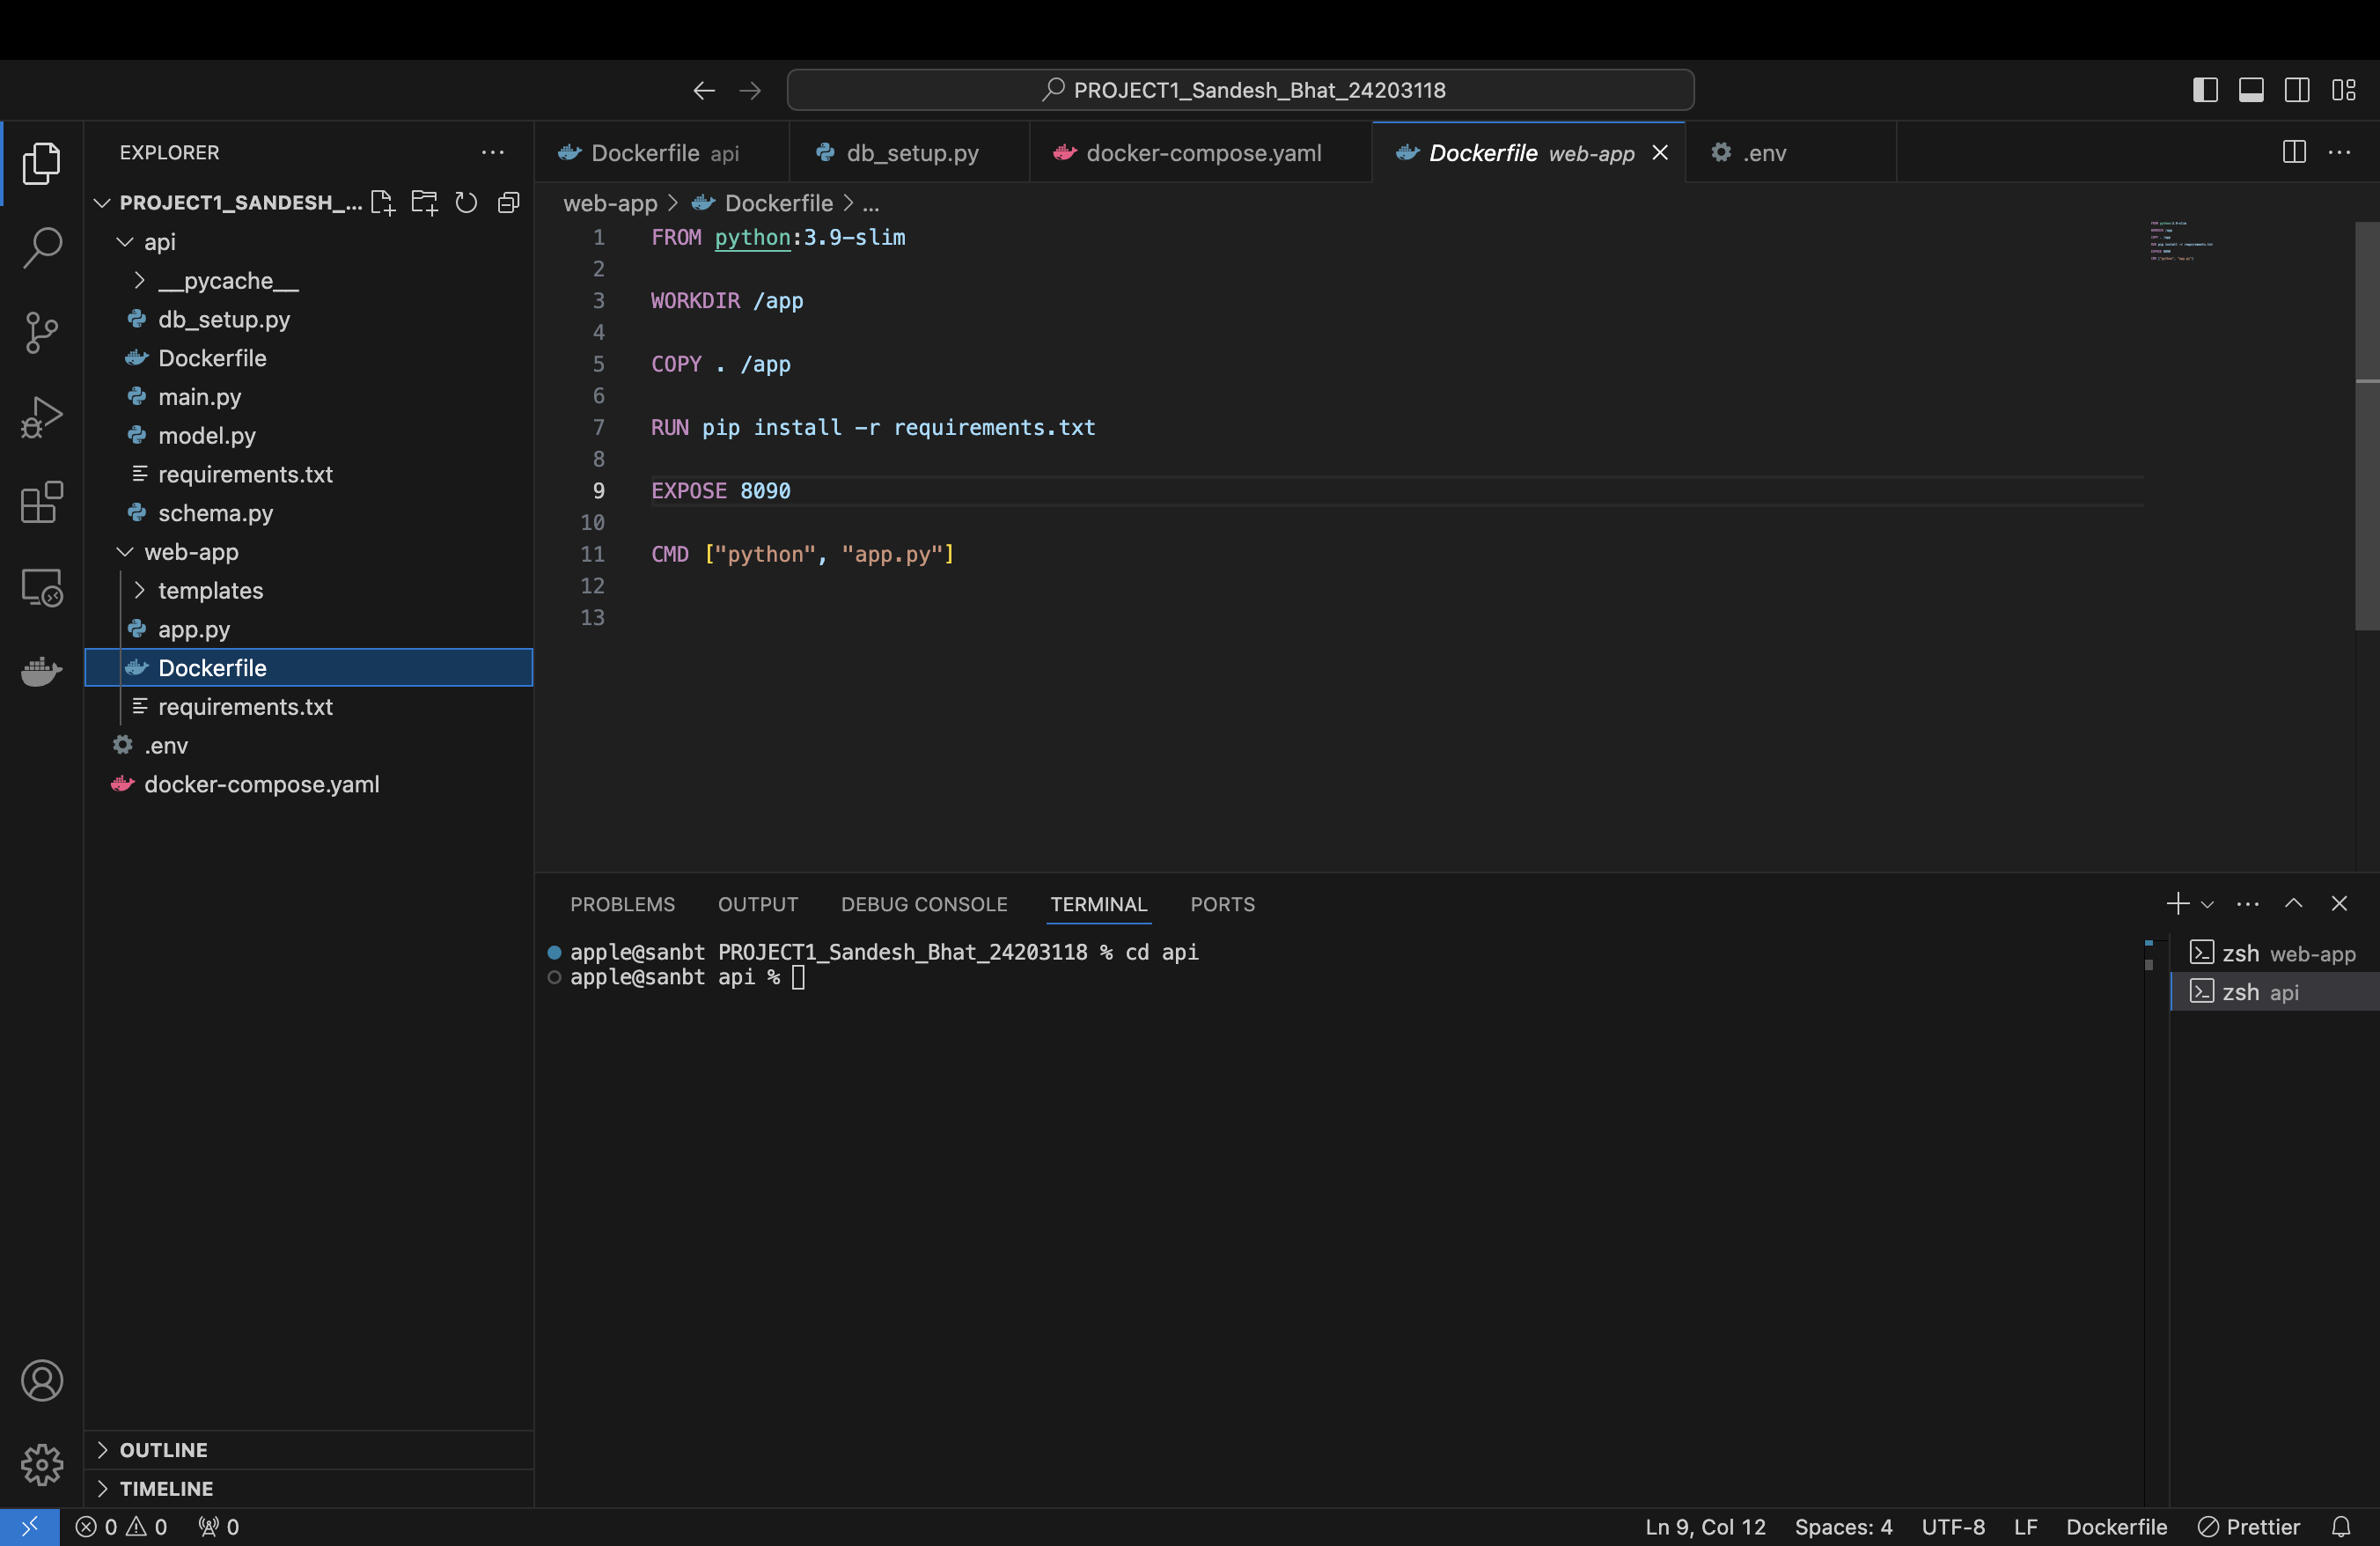 PROJECT1_Sandesh_Bhat_24203118
EXPLORER
Dockerfile api
db_setup.py
docker-compose.yaml
Dockerfile web-app
.env
PROJECT1_SANDESH_...
web-app > Dockerfile > ...
api
__pycache__
db_setup.py
Dockerfile
main.py
model.py
requirements.txt
schema.py
web-app
templates
app.py
Dockerfile
requirements.txt
.env
docker-compose.yaml
1 FROM python:3.9-slim
2
3 WORKDIR /app
4
5 COPY . /app
6
7 RUN pip install -r requirements.txt
8
9 EXPOSE 8090
10
11 CMD ["python", "app.py"]
12
13
PROBLEMS OUTPUT DEBUG CONSOLE TERMINAL PORTS
apple@sanbt PROJECT1_Sandesh_Bhat_24203118 % cd api
apple@sanbt api %
zsh web-app
zsh api
OUTLINE
TIMELINE
0 0 0
Ln 9, Col 12 Spaces: 4 UTF-8 LF Dockerfile Prettier